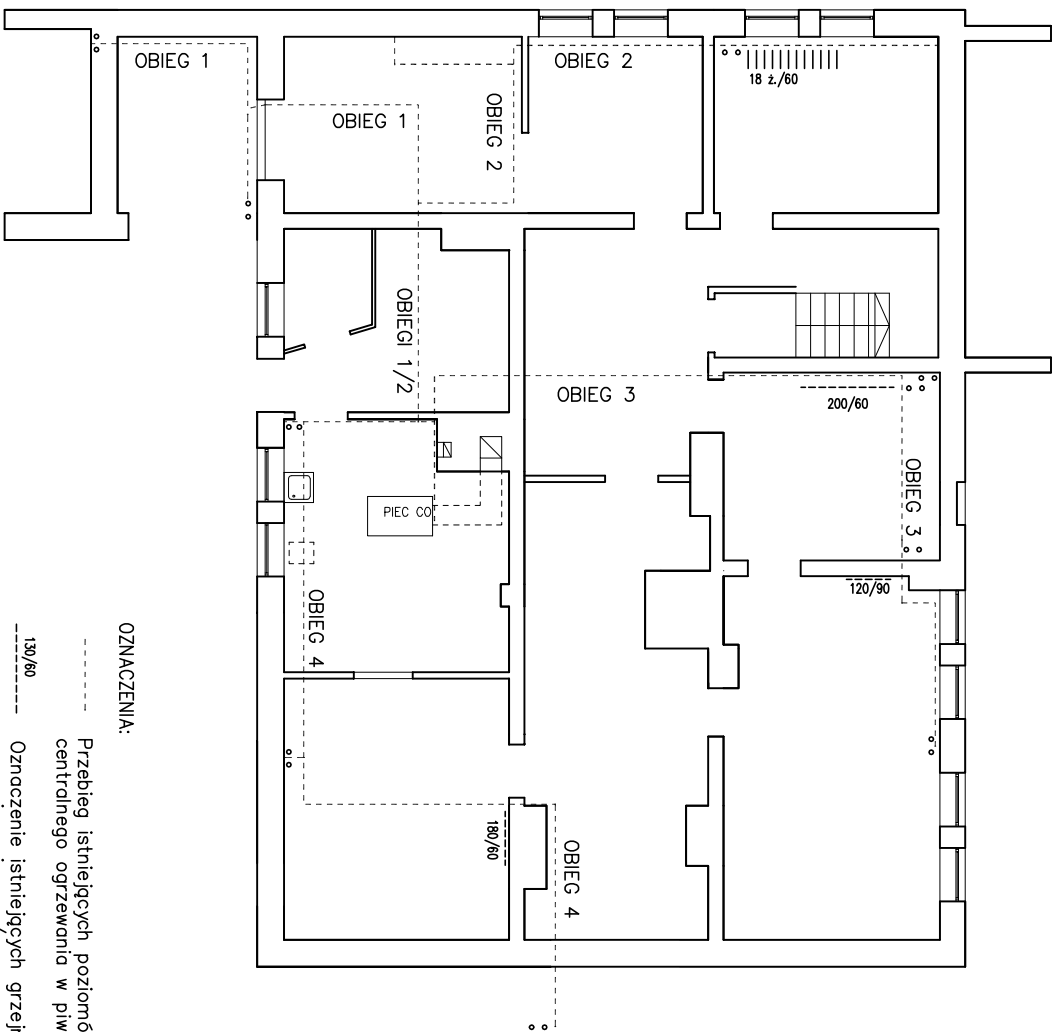 OBIEG 1
OBIEG 2
18 ż./60
OBIEG 1
OBIEG 2
OBIEGI 1/2
OBIEG 3
200/60
OBIEG 3
PIEC CO
120/90
OBIEG 4
180/60
OBIEG 4
OZNACZENIA:
Przebieg istniejących poziomó
centralnego ogrzewania w piw
130/60
Oznaczenie istniejących grzej